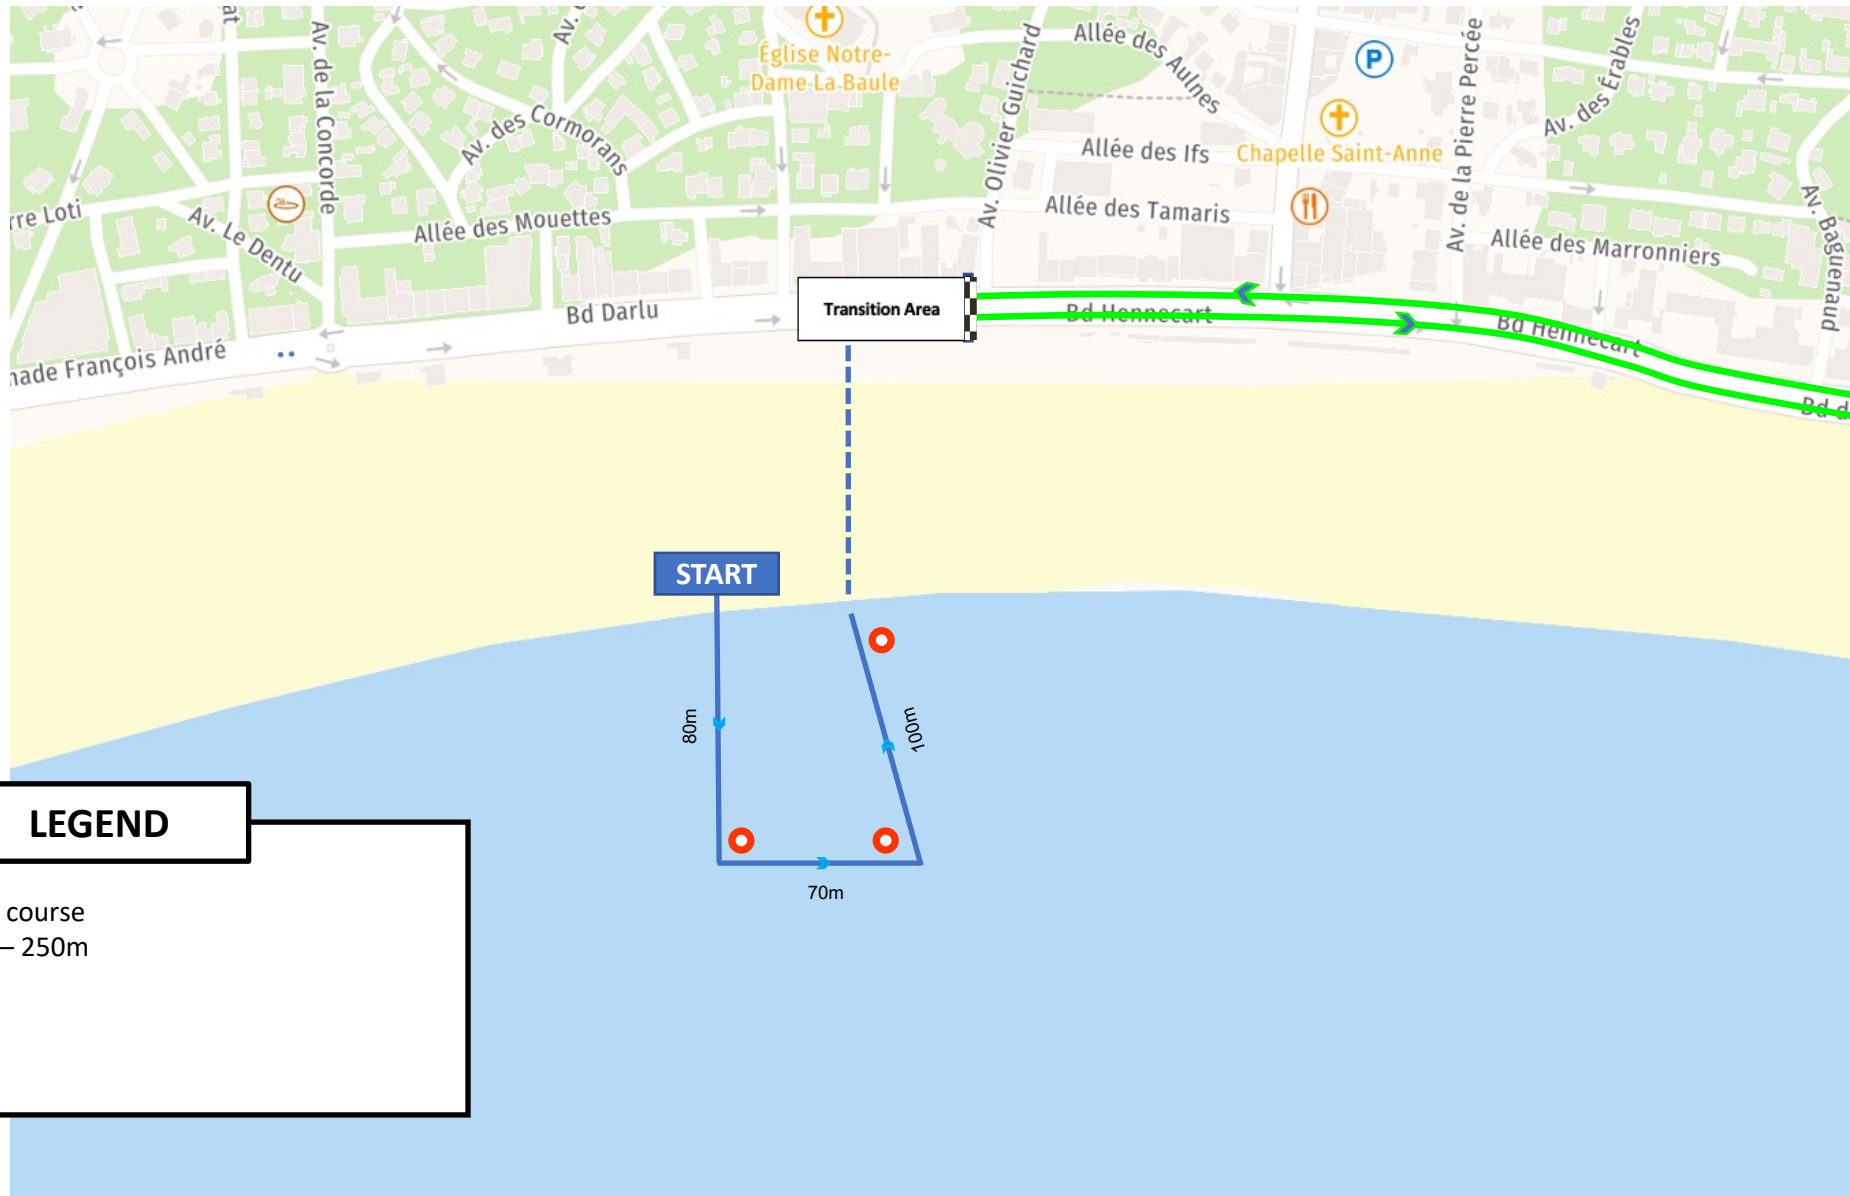 Av. de la Concorde
Av. des Cormorans
Église Notre-
Dame-La Baule
Av. Olivier Guichard
Allée des Aulnes
P
Allée des Ifs
Chapelle Saint-Anne
Av. de la Pierre Percée
Av. des Érables
Av. Baguenaud
rre Loti
Av. Le Dentu
Allée des Mouettes
Allée des Tamaris
Allée des Marronniers
Bd Darlu
Transition Area
Bd Hennecart
Bd Hennecart
nade François André
Bd d
START
80m
100m
70m
LEGEND
course
– 250m